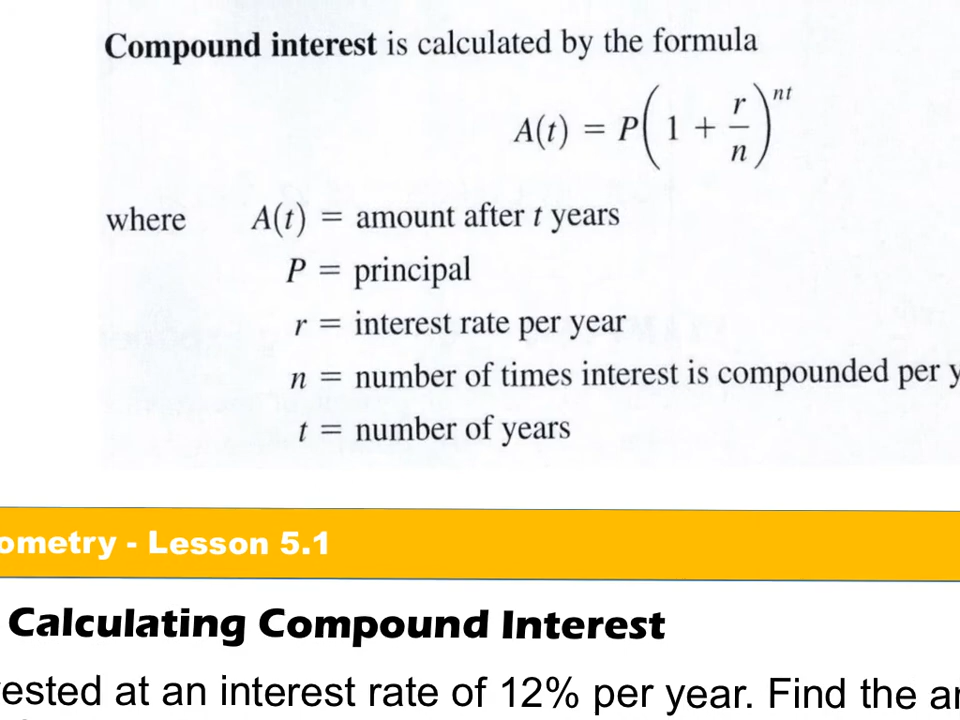 Compound interest is calculated by the formula
A(t) = P(1 + r/n)^nt
where A(t) = amount after t years
P = principal
r = interest rate per year
n = number of times interest is compounded per
t = number of years
ometry - Lesson 5.1
Calculating Compound Interest
ested at an interest rate of 12% per year. Find the